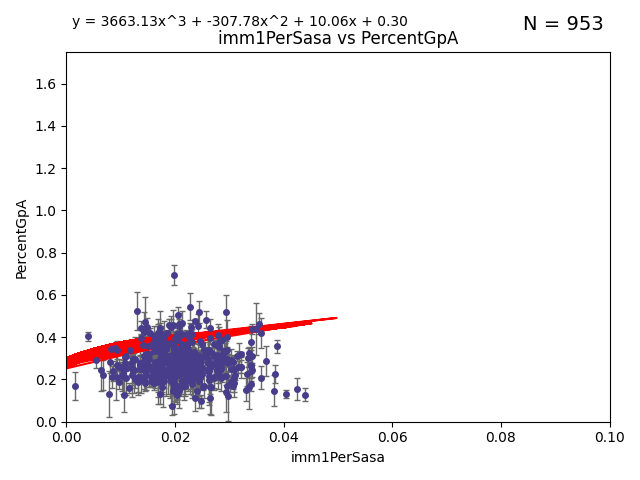 y = 3663.13x^3 + -307.78x^2 + 10.06x + 0.30
N = 953
imm1PerSasa vs PercentGpA
PercentGpA
1.6
1.4
1.2
1.0
0.8
0.6
0.4
0.2
0.0
0.00 0.02 0.04 0.06 0.08 0.10
imm1PerSasa